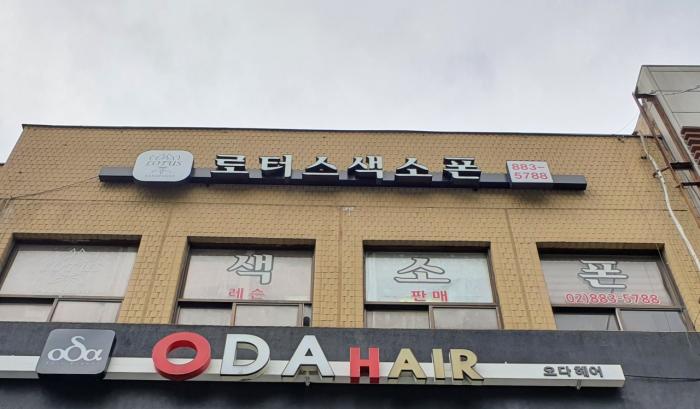 LOTUS
로터스색소폰
883-
5788
색 소 폰
레슨 판매 02)883-5788
oda
ODA HAIR
오다헤어